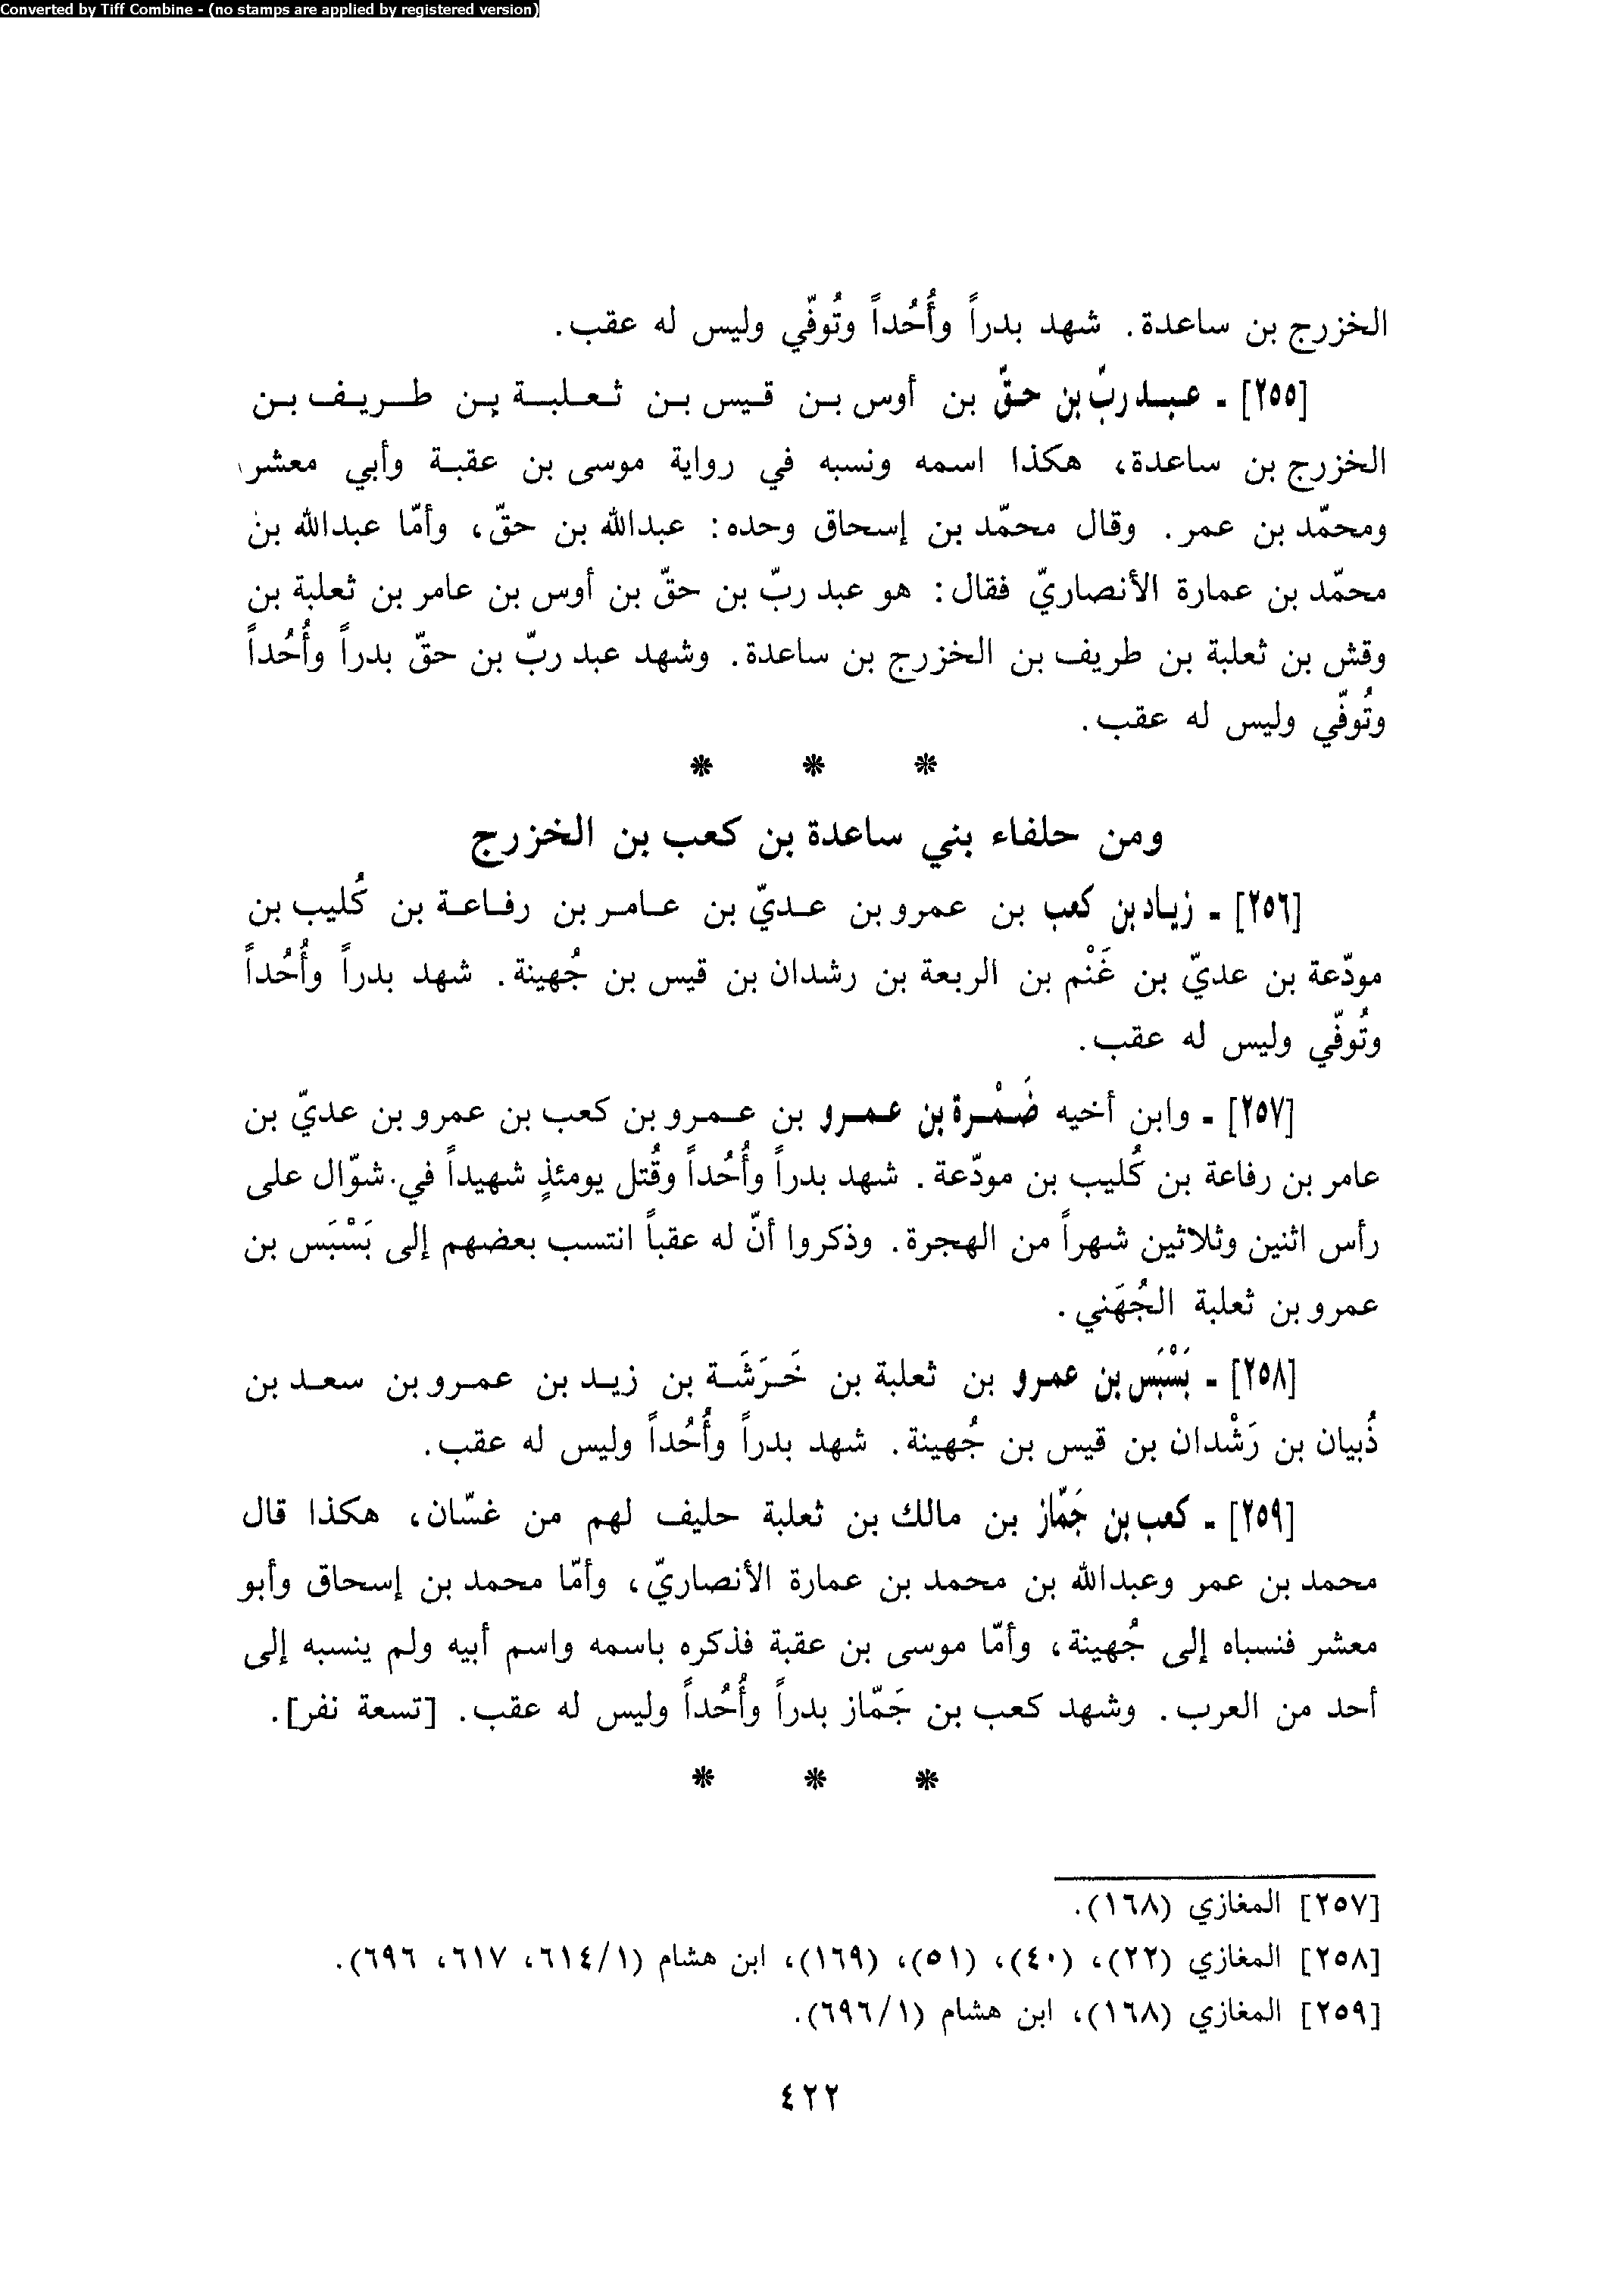 Converted by Tiff Combine - (no stamps are applied by registered version)
الخزرج بن ساعدة. شهد بدراً وأُحُداً وتُوفّي وليس له عقب.
[٢٥٥] - عبد ربّ بن حقّ بن أوس بن قيس بن ثعلبة بن طريف بن
الخزرج بن ساعدة، هكذا اسمه ونسبه في رواية موسى بن عقبة وأبي معشر
ومحمّد بن عمر. وقال محمّد بن إسحاق وحده: عبدالله بن حقّ، وأمّا عبدالله بن
محمّد بن عمارة الأنصاريّ فقال: هو عبد ربّ بن حقّ بن أوس بن عامر بن ثعلبة بن
وقش بن ثعلبة بن طريف بن الخزرج بن ساعدة. وشهد عبد ربّ بن حقّ بدراً وأُحُداً
وتُوفّي وليس له عقب.
* * *
ومن حلفاء بني ساعدة بن كعب بن الخزرج
[٢٥٦] - زياد بن كعب بن عمرو بن عديّ بن عامر بن رفاعة بن كُليب بن
مودّعة بن عديّ بن غَنْم بن الربعة بن رشدان بن قيس بن جُهينة. شهد بدراً وأُحُداً
وتُوفّي وليس له عقب.
[٢٥٧] - وابن أخيه ضَمْرة بن عمرو بن عمرو بن كعب بن عمرو بن عديّ بن
عامر بن رفاعة بن كُليب بن مودّعة. شهد بدراً وأُحُداً وقُتل يومئذٍ شهيداً في شوّال على
رأس اثنين وثلاثين شهراً من الهجرة. وذكروا أنّ له عقباً انتسب بعضهم إلى بَسْبَس بن
عمرو بن ثعلبة الجُهَني.
[٢٥٨] - بَسْبَس بن عمرو بن ثعلبة بن خَرَشَة بن زيد بن عمرو بن سعد بن
ذُبيان بن رَشْدان بن قيس بن جُهينة. شهد بدراً وأُحُداً وليس له عقب.
[٢٥٩] - كعب بن جَمّاز بن مالك بن ثعلبة حليف لهم من غسّان، هكذا قال
محمد بن عمر وعبدالله بن محمد بن عمارة الأنصاريّ، وأمّا محمد بن إسحاق وأبو
معشر فنسباه إلى جُهينة، وأمّا موسى بن عقبة فذكره باسمه واسم أبيه ولم ينسبه إلى
أحد من العرب. وشهد كعب بن جَمّاز بدراً وأُحُداً وليس له عقب. [تسعة نفر].
* * *
[٢٥٧] المغازي (١٦٨).
[٢٥٨] المغازي (٢٢)، (٤٠)، (٥١)، (١٦٩)، ابن هشام (٦١٤/١، ٦١٧، ٦٩٦).
[٢٥٩] المغازي (١٦٨)، ابن هشام (٦٩٦/١).
٤٢٢